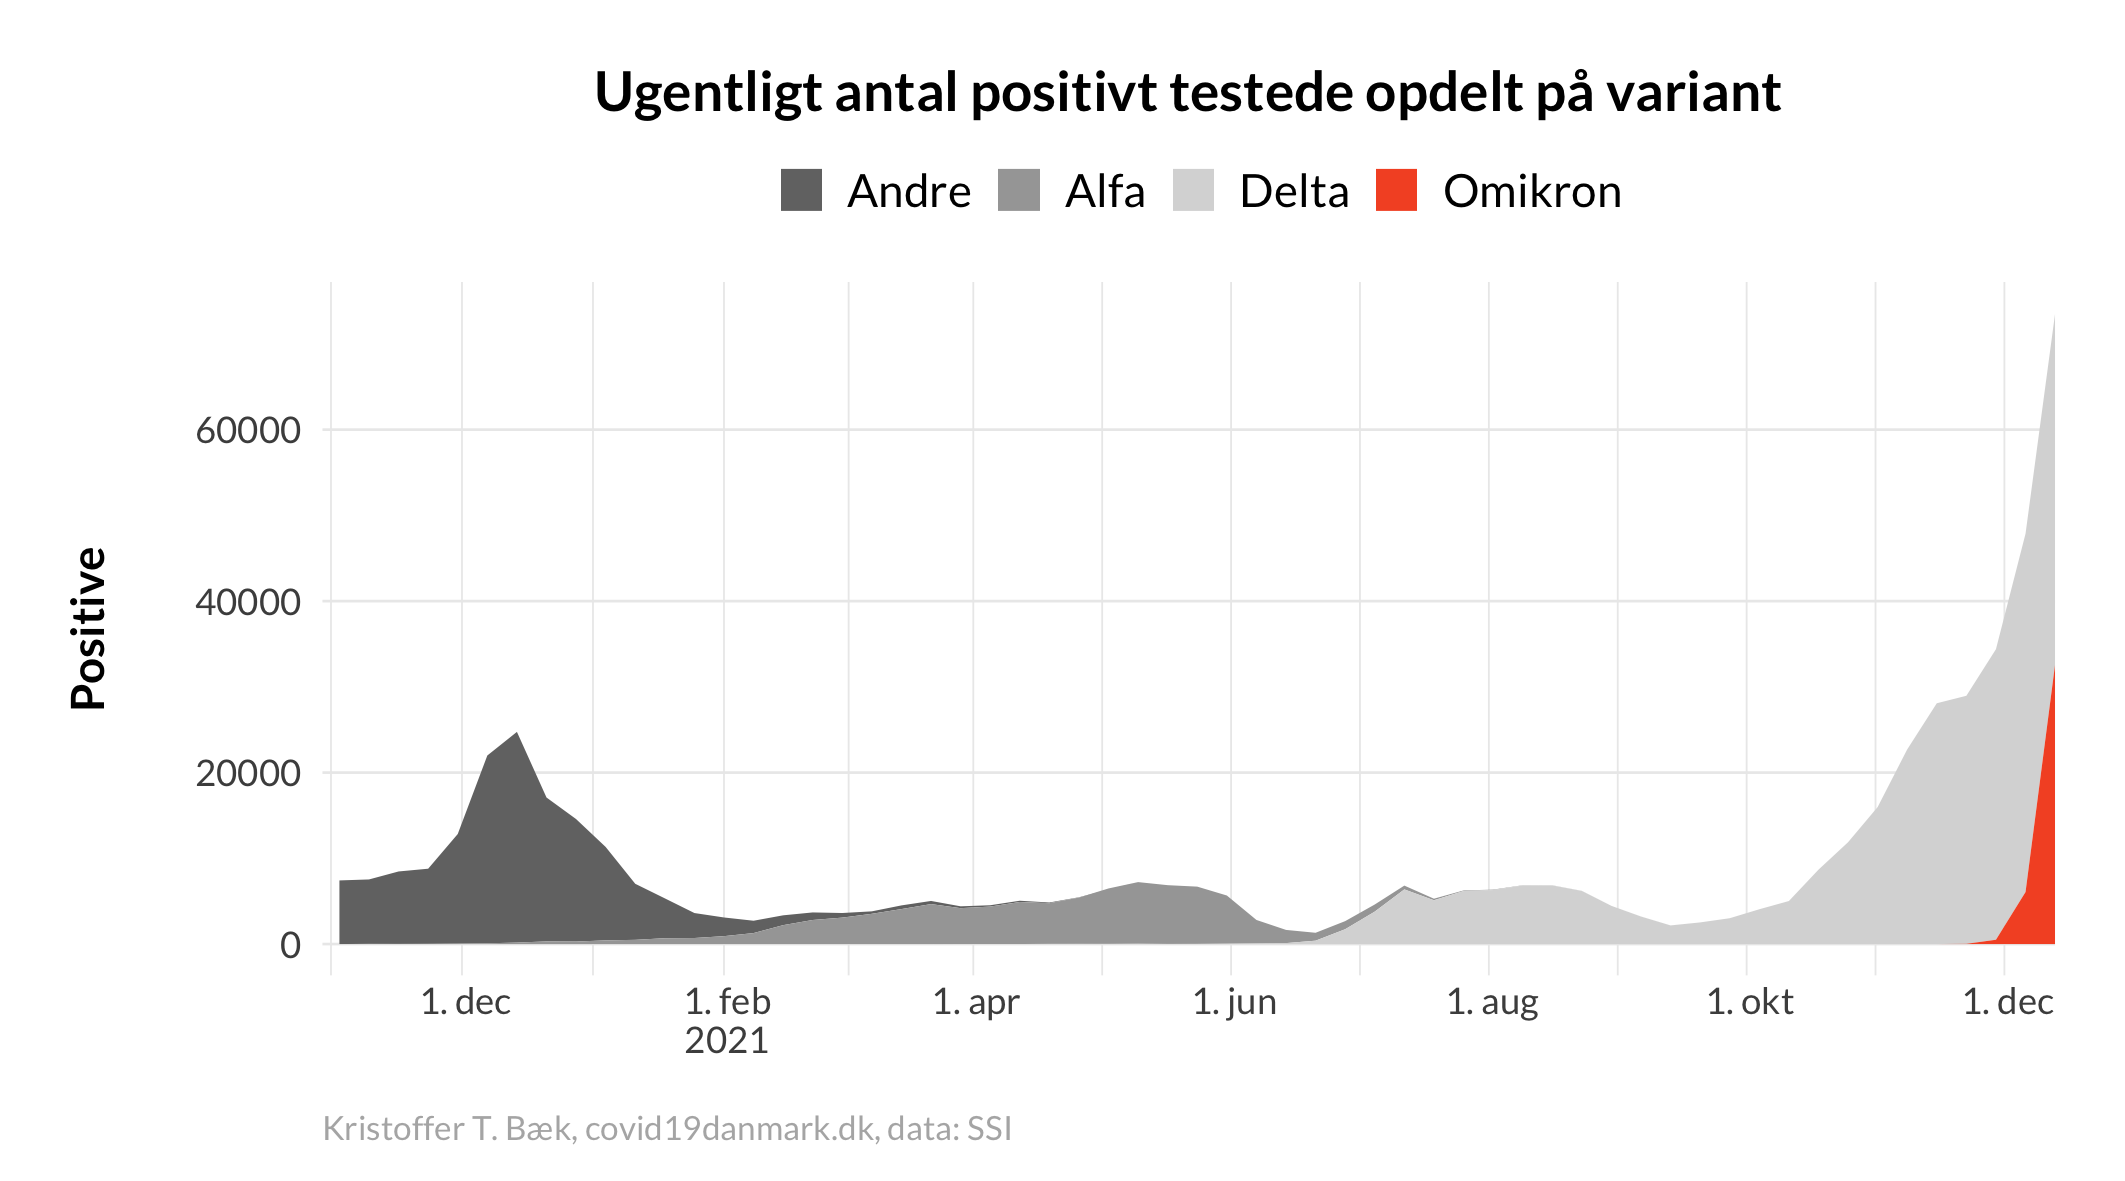 Ugentligt antal positivt testede opdelt på variant
Andre Alfa Delta Omikron
Positive
60000
40000
20000
0
1. dec 1. feb 1. apr 1. jun 1. aug 1. okt 1. dec
2021
Kristoffer T. Bæk, covid19danmark.dk, data: SSI